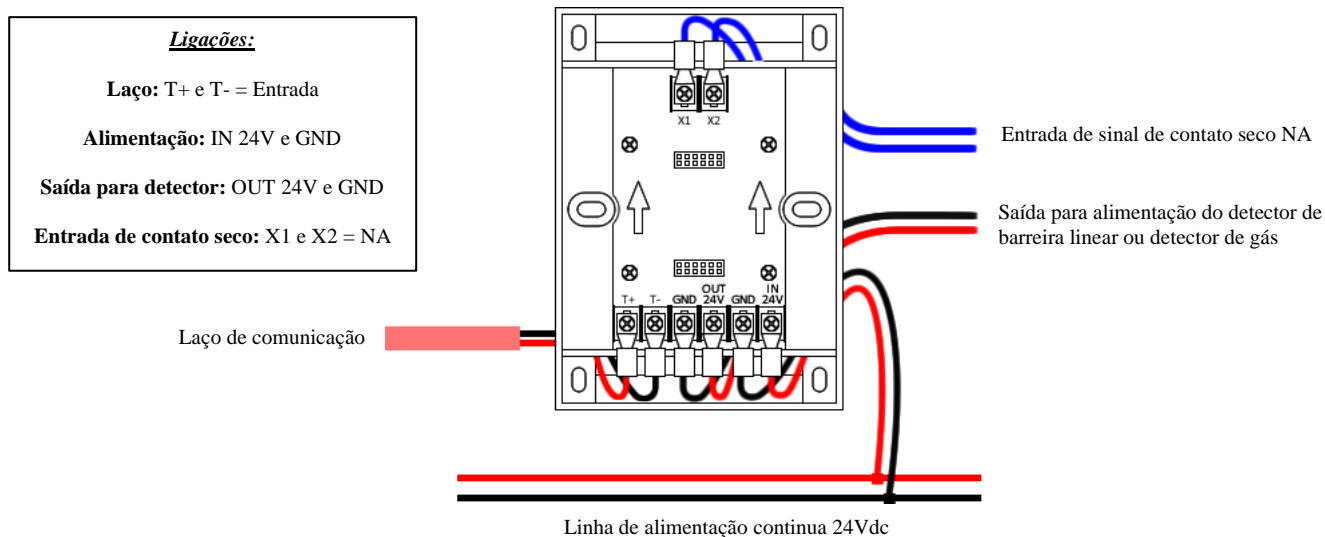 Ligações:
Laço: T+ e T- = Entrada
Alimentação: IN 24V e GND
Saída para detector: OUT 24V e GND
Entrada de contato seco: X1 e X2 = NA
X1 X2
Entrada de sinal de contato seco NA
Saída para alimentação do detector de
barreira linear ou detector de gás
OUT IN
T+ T- GND 24V GND 24V
Laço de comunicação
Linha de alimentação continua 24Vdc